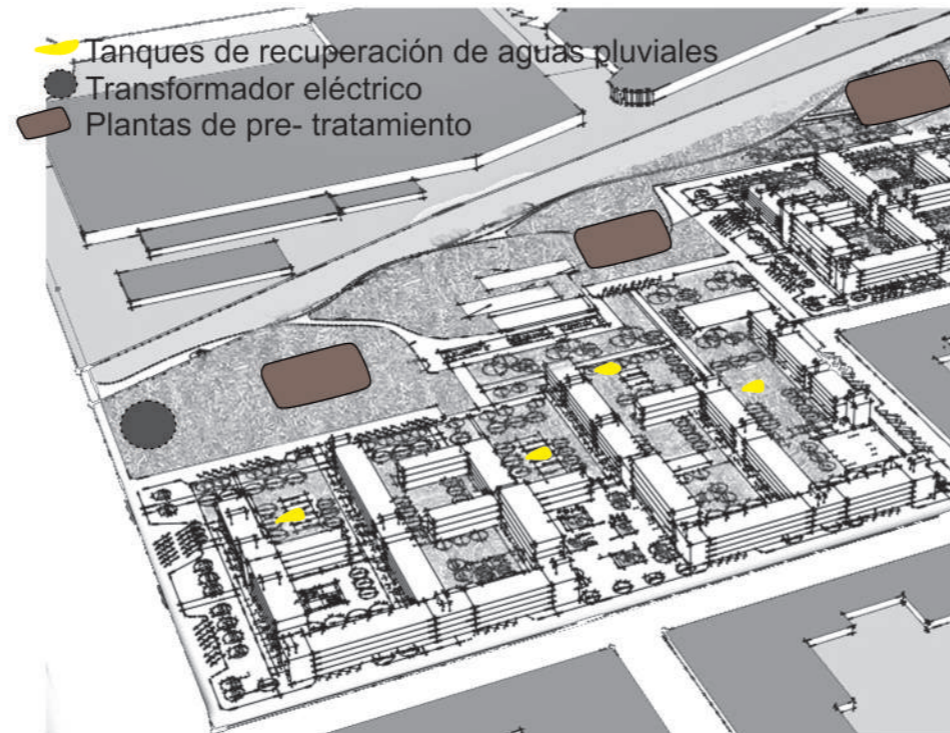 Tanques de recuperación de aguas pluviales
Transformador eléctrico
Plantas de pre- tratamiento